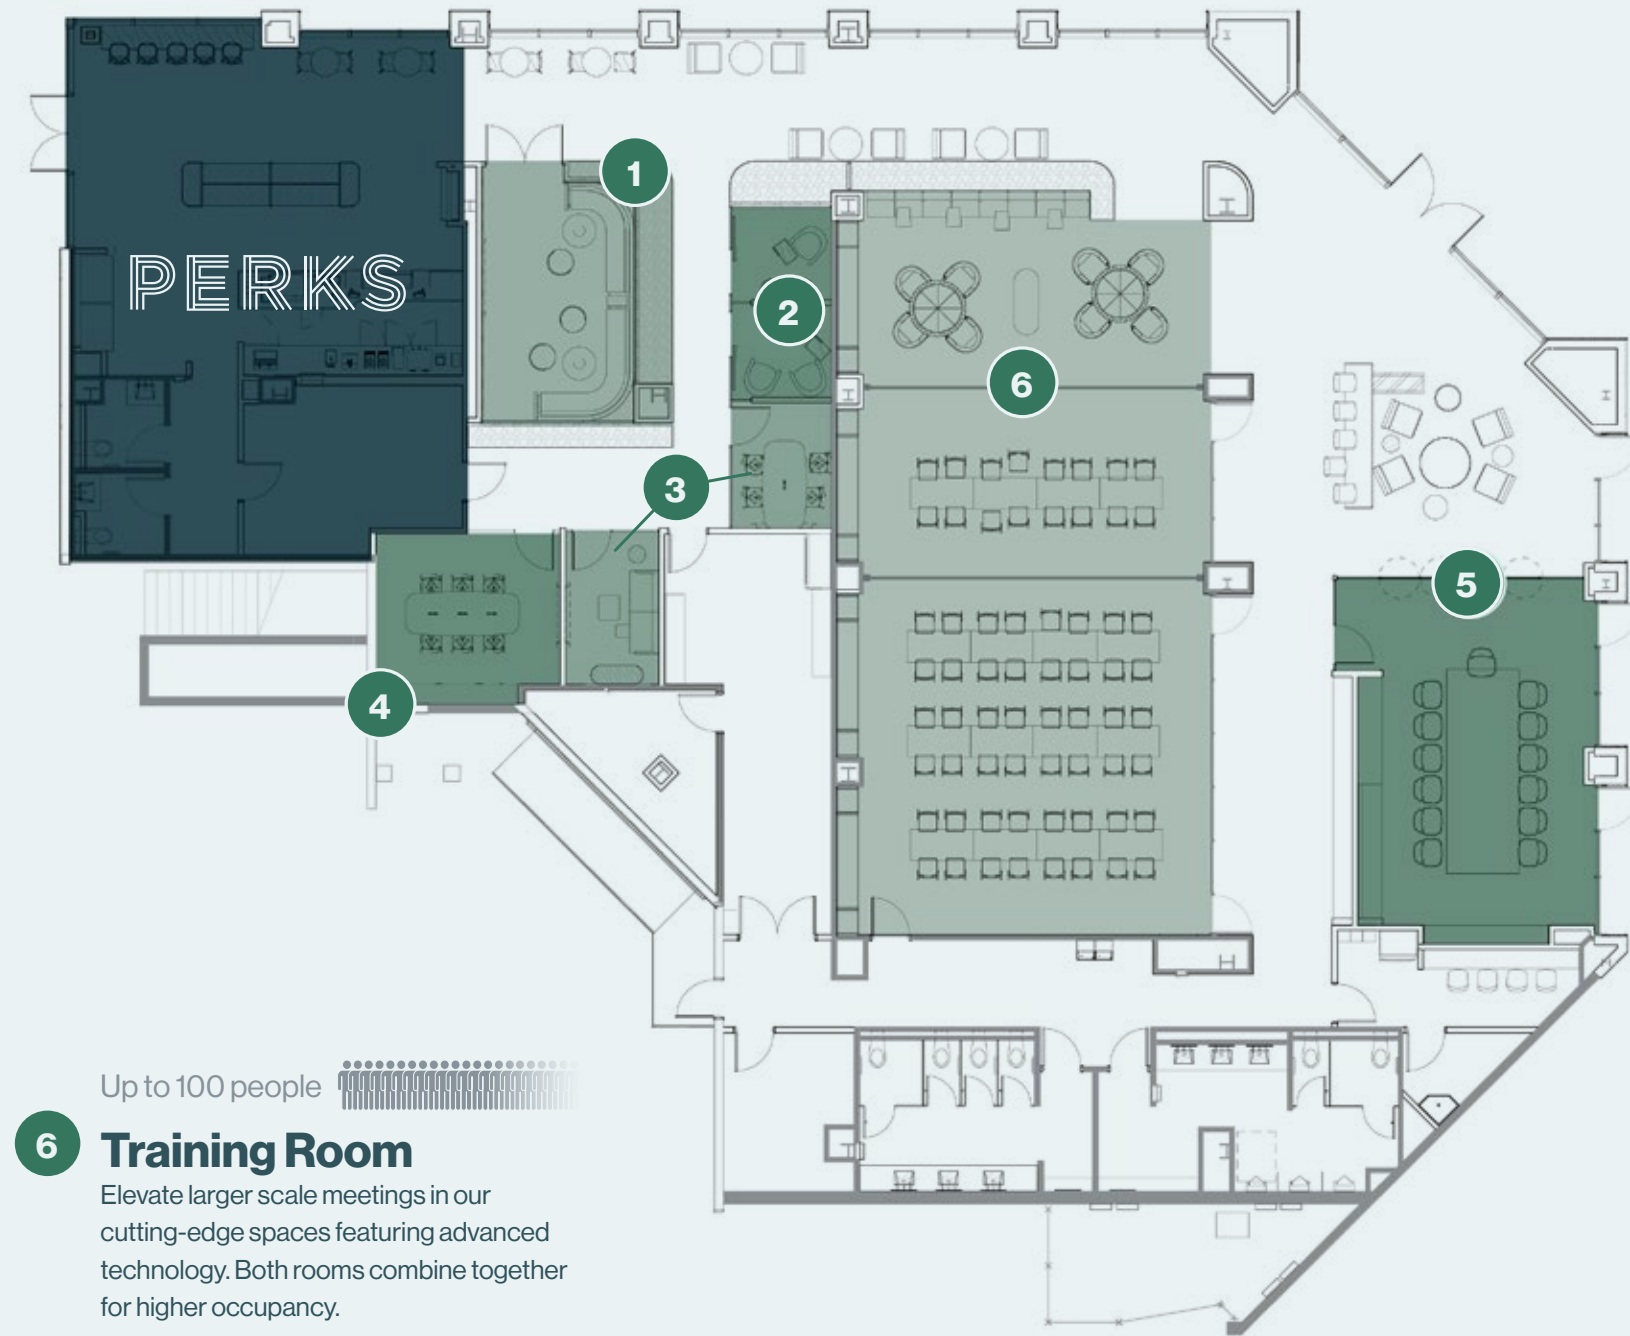 1
PERKS
2
6
3
5
4
Up to 100 people
6
Training Room
Elevate larger scale meetings in our
cutting-edge spaces featuring advanced
technology. Both rooms combine together
for higher occupancy.